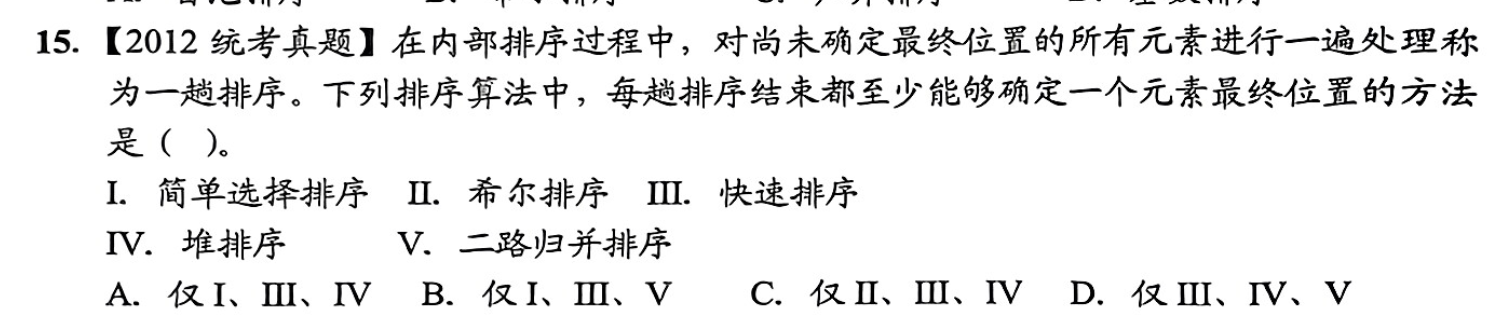 15. 【2012 统考真题】在内部排序过程中，对尚未确定最终位置的所有元素进行一遍处理称
为一趟排序。下列排序算法中，每趟排序结束都至少能够确定一个元素最终位置的方法
是（ ）。
I. 简单选择排序 II. 希尔排序 III. 快速排序
IV. 堆排序 V. 二路归并排序
A. 仅 I、III、IV B. 仅 I、III、V C. 仅 II、III、IV D. 仅 III、IV、V